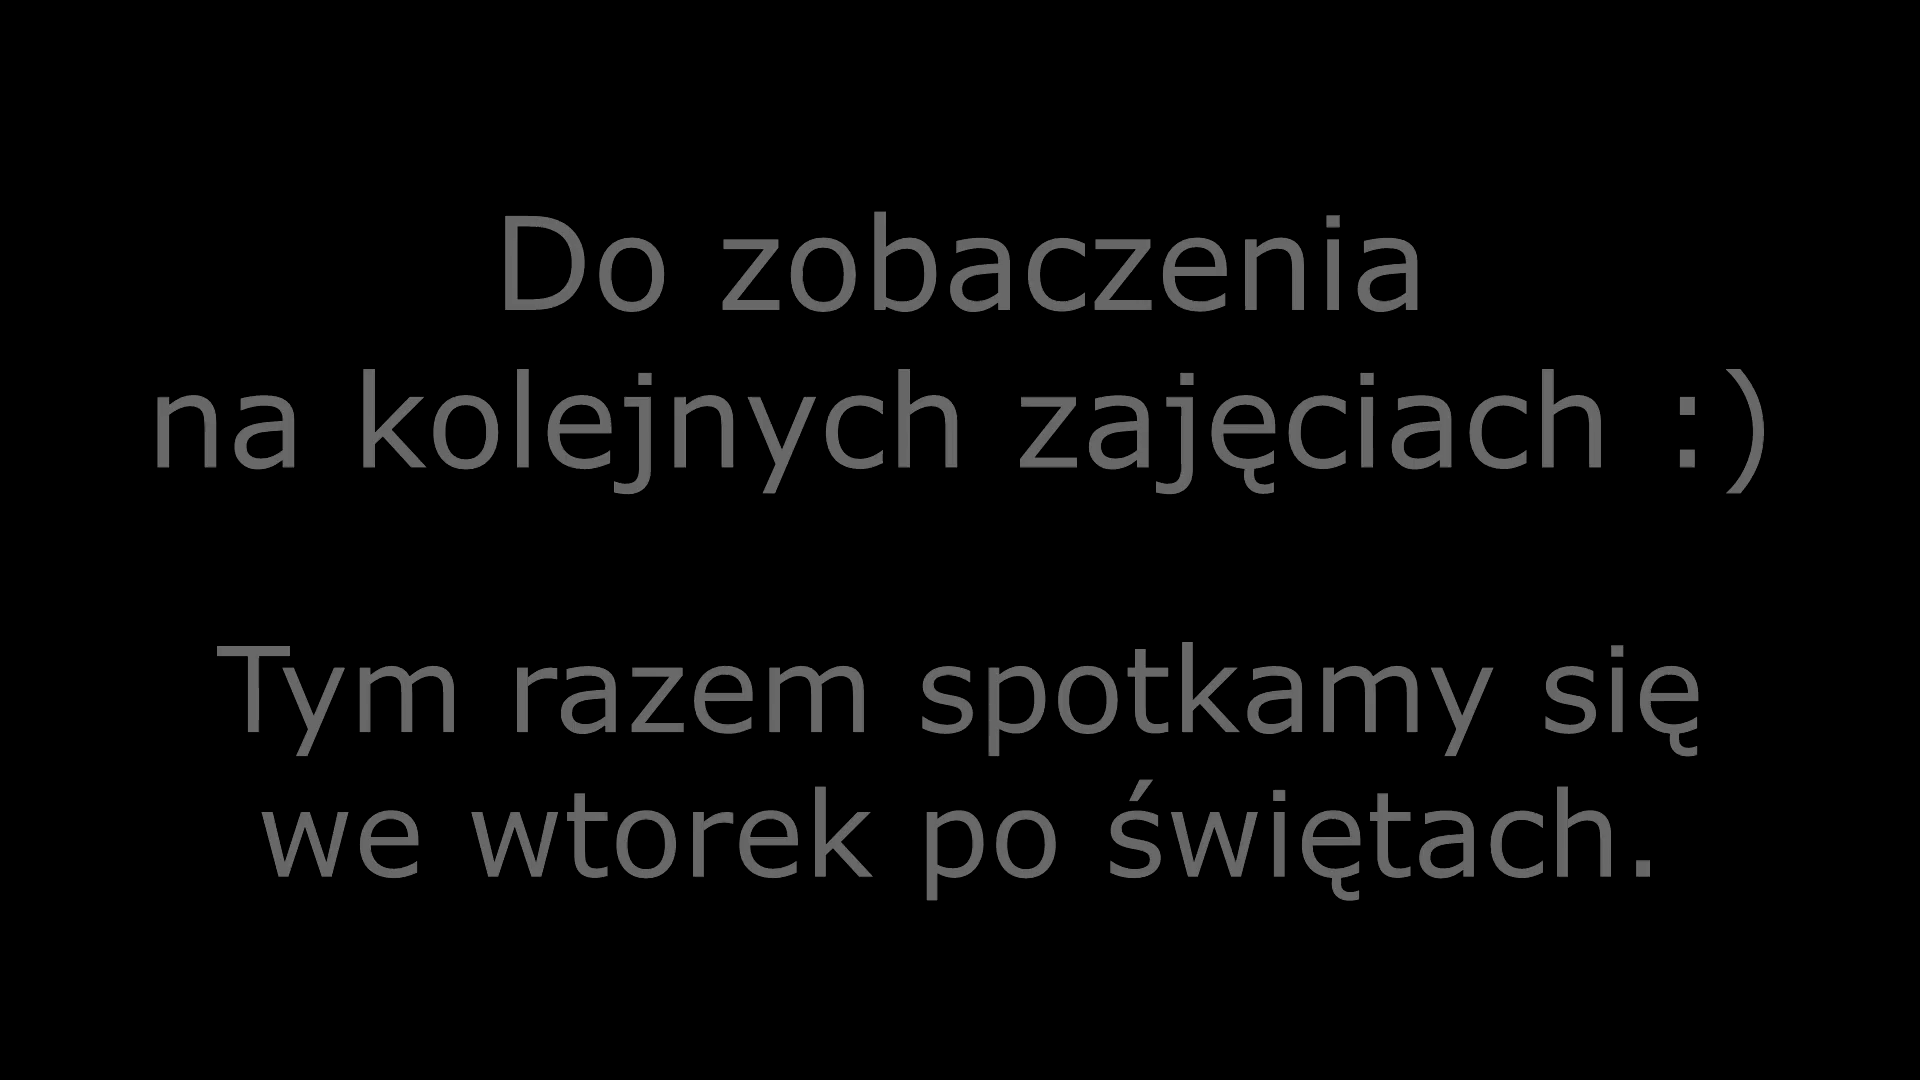 Do zobaczenia
na kolejnych zajęciach :)
Tym razem spotkamy się
we wtorek po świętach.